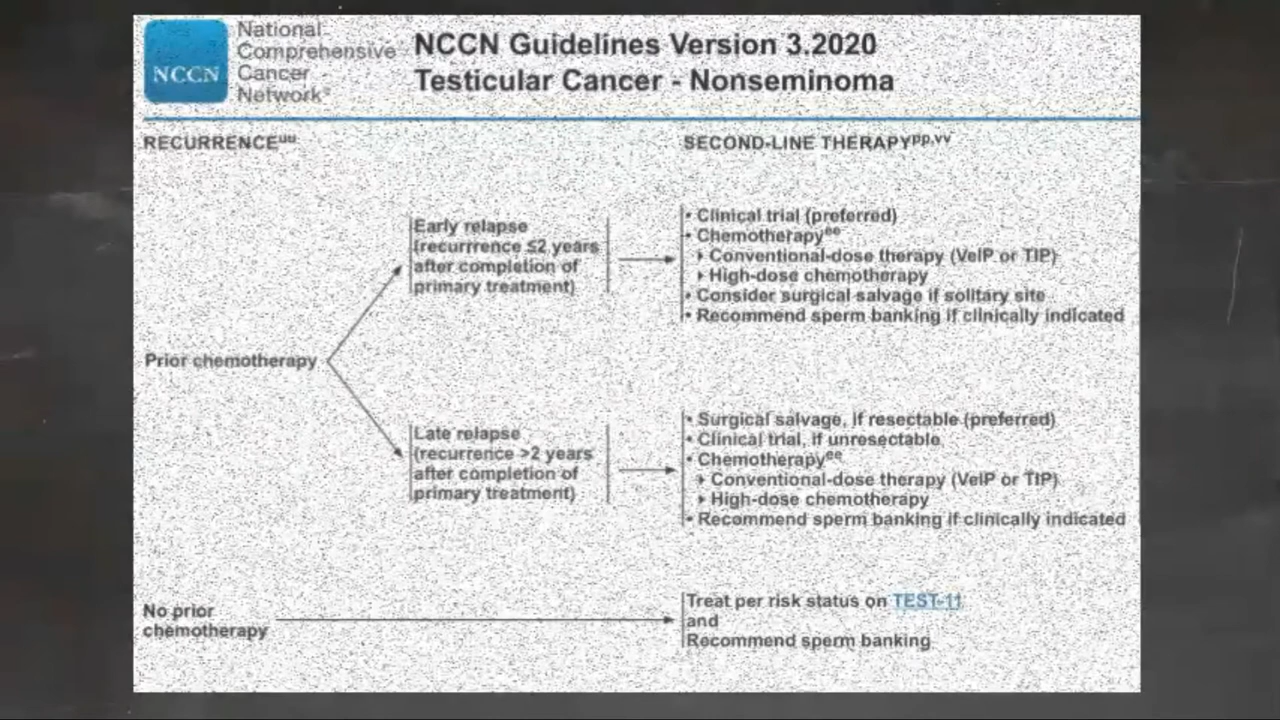 NCCN
National
Comprehensive
Cancer
Network®
NCCN Guidelines Version 3.2020
Testicular Cancer - Nonseminoma
RECURRENCEuu
SECOND-LINE THERAPYpp,vv
Prior chemotherapy
Early relapse
(recurrrence ≤2 years
after completion of
primary treatment)
• Clinical trial (preferred)
• Chemotherapyee
‣ Conventional-dose therapy (VeIP or TIP)
‣ High-dose chemotherapy
• Consider surgical salvage if solitary site
• Recommend sperm banking if clinically indicated
Late relapse
(recurrence >2 years
after completion of
primary treatment)
• Surgical salvage, if resectable (preferred)
• Clinical trial, if unresectable
• Chemotherapyee
‣ Conventional-dose therapy (VeIP or TIP)
‣ High-dose chemotherapy
• Recommend sperm banking if clinically indicated
No prior
chemotherapy
Treat per risk status on TEST-11
and
Recommend sperm banking